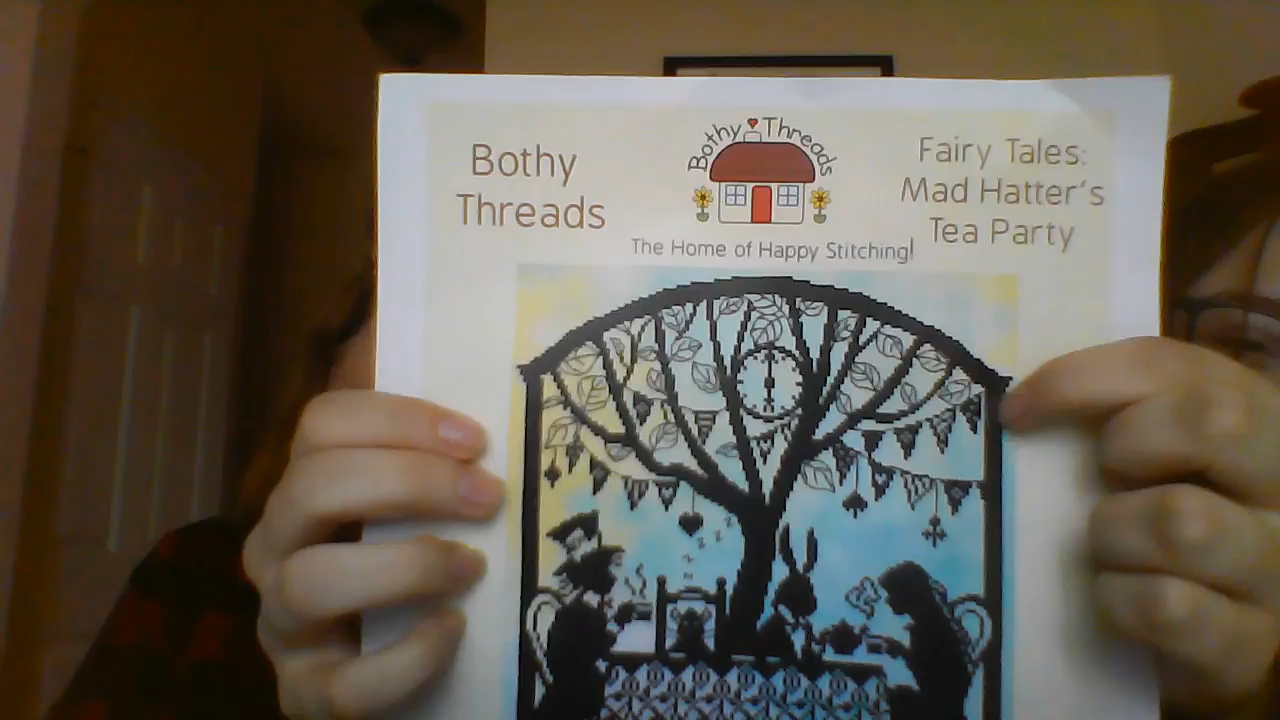 Bothy
Threads
Bothy Threads
The Home of Happy Stitching!
Fairy Tales:
Mad Hatter's
Tea Party
z z z z
z
z